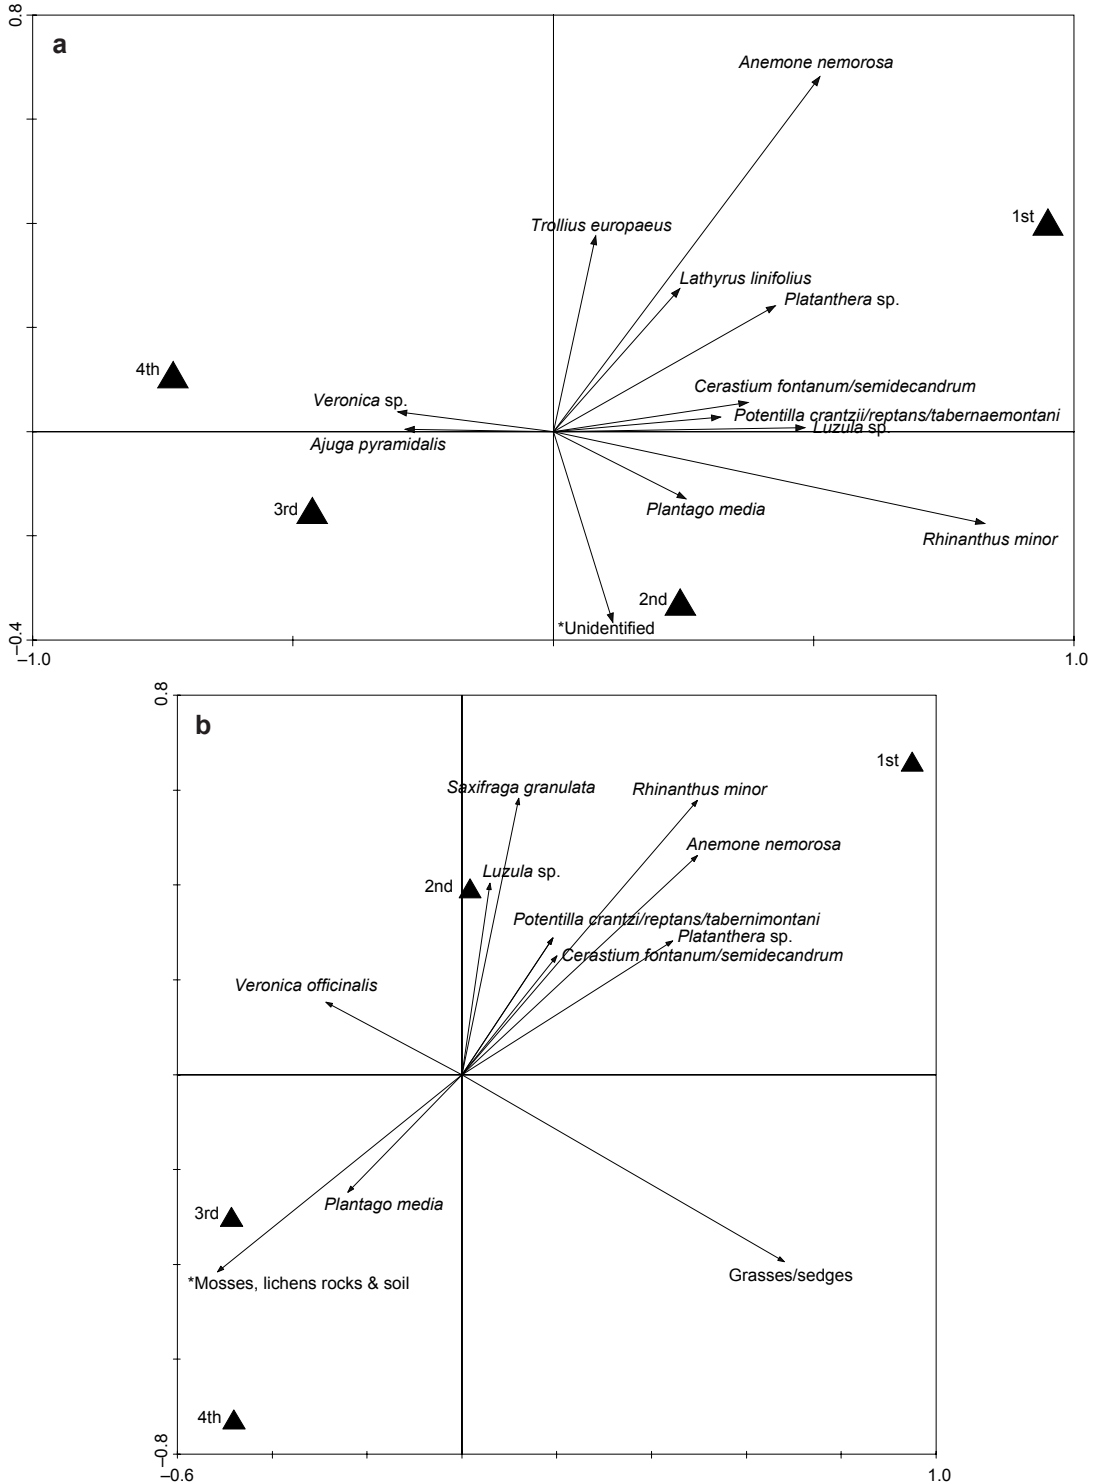 0.8
a
Anemone nemorosa
1st
Trollius europaeus
Lathyrus linifolius
Platanthera sp.
4th
Cerastium fontanum/semidecandrum
Veronica sp.
Potentilla crantzii/reptans/tabernaemontani
Luzula sp.
Ajuga pyramidalis
3rd
Plantago media
Rhinanthus minor
2nd
*Unidentified
–0.4
–1.0
1.0
0.8
b
1st
Saxifraga granulata
Rhinanthus minor
Anemone nemorosa
Luzula sp.
2nd
Potentilla crantzi/reptans/tabernimontani
Platanthera sp.
Cerastium fontanum/semidecandrum
Veronica officinalis
Plantago media
3rd
*Mosses, lichens rocks & soil
Grasses/sedges
4th
–0.8
–0.6
1.0